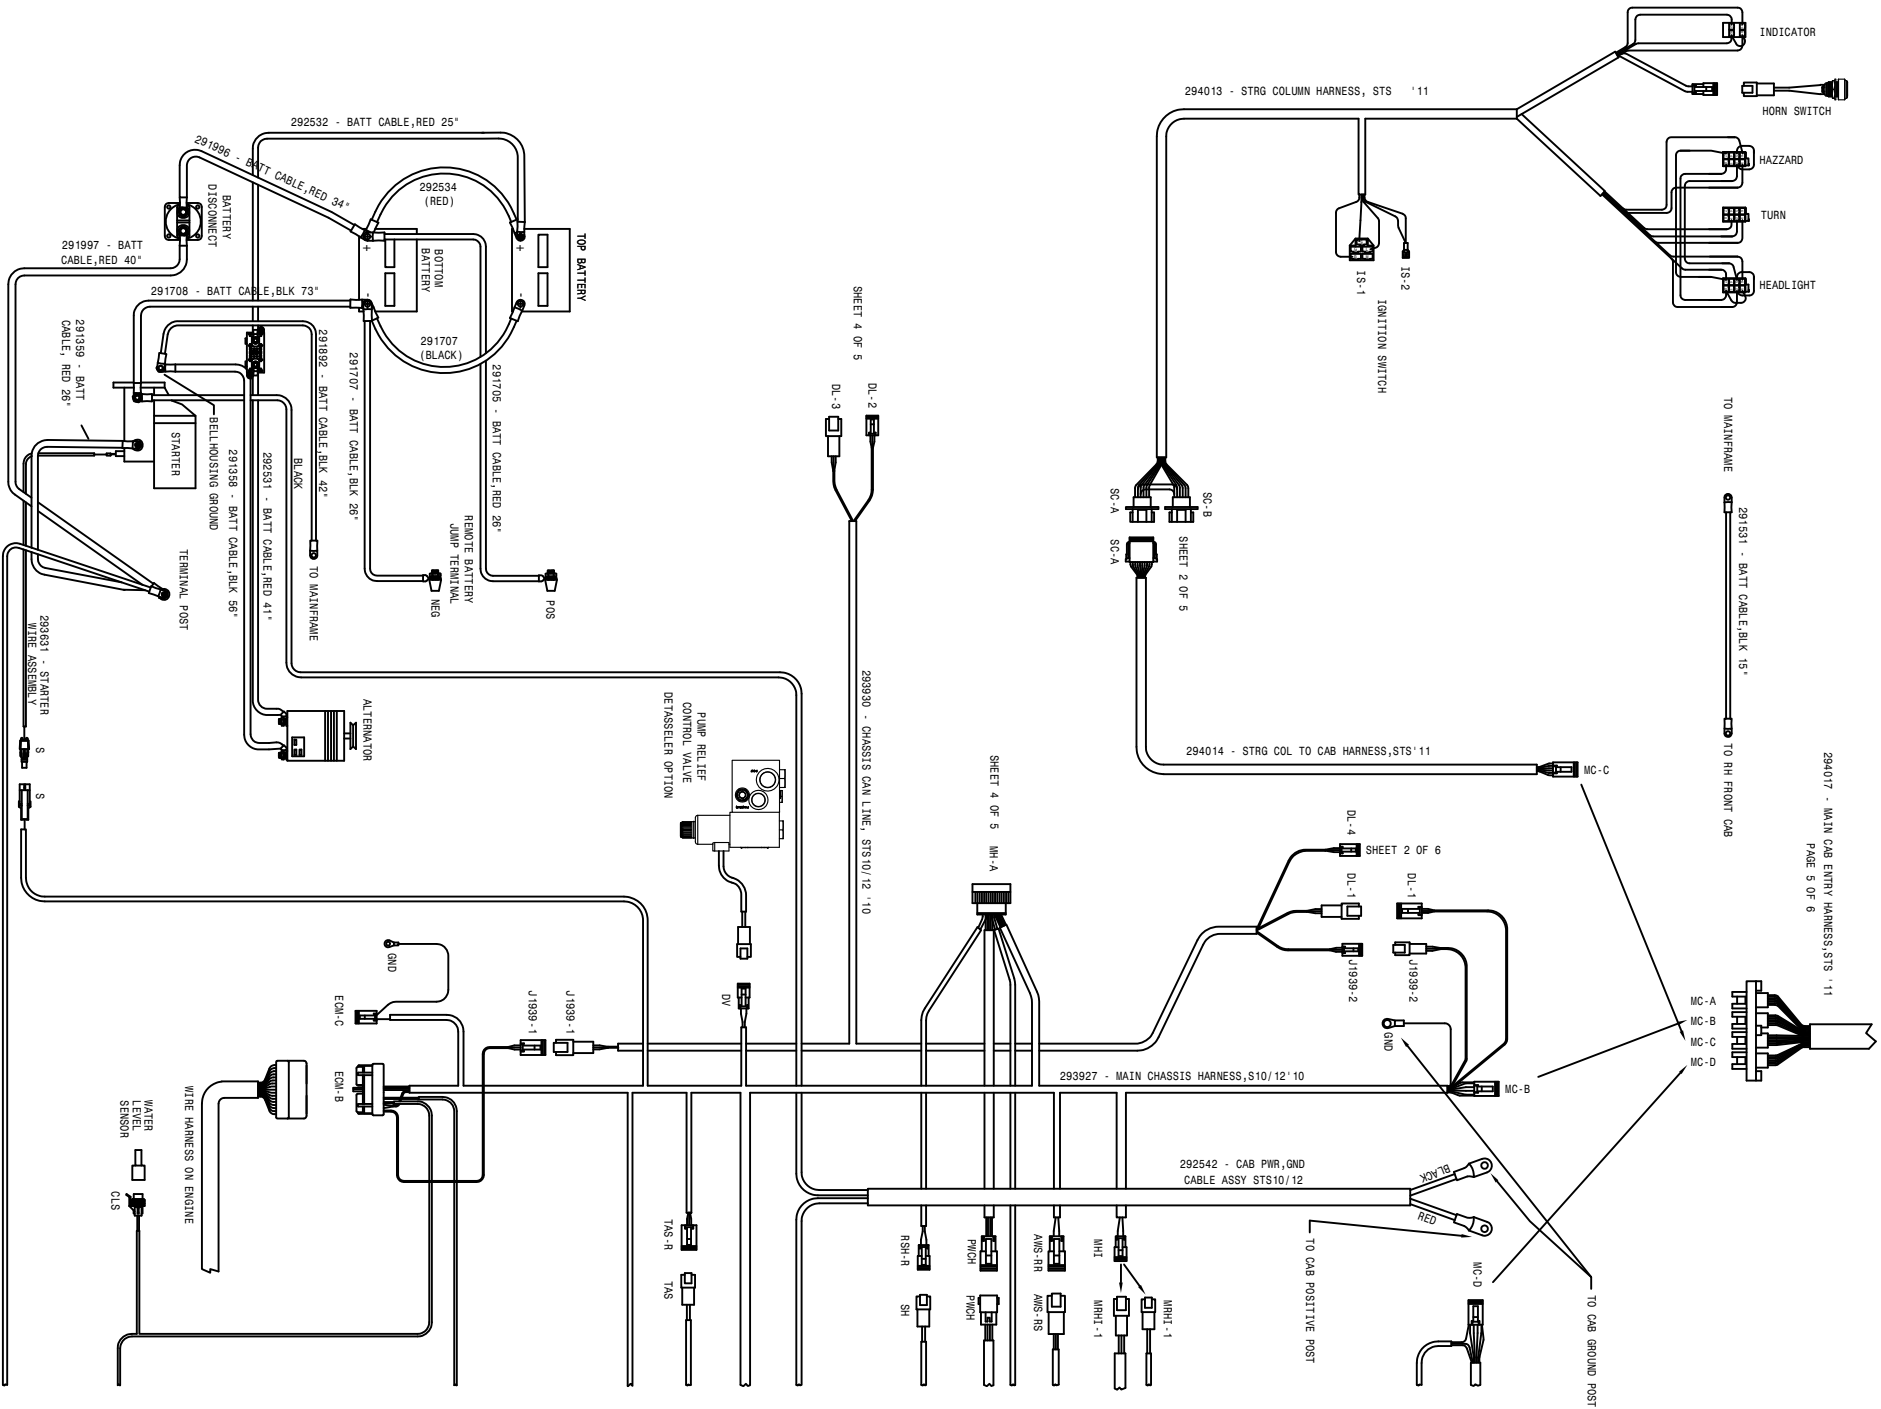 INDICATOR
HORN SWITCH
HAZZARD
TURN
HEADLIGHT
294013 - STRG COLUMN HARNESS, STS '11
IS-1
IS-2
IGNITION SWITCH
292532 - BATT CABLE,RED 25"
291996 - BATT CABLE,RED 34"
BATTERY
DISCONNECT
292534
(RED)
291997 - BATT
CABLE,RED 40"
BOTTOM
BATTERY
+
-
TOP BATTERY
+
-
291708 - BATT CABLE,BLK 73"
291707
(BLACK)
291359 - BATT
CABLE, RED 26"
291892 - BATT CABLE,BLK 42"
291707 - BATT CABLE,BLK 26"
291705 - BATT CABLE,RED 26"
STARTER
BELLHOUSING GROUND
291358 - BATT CABLE,BLK 56"
292531 - BATT CABLE,RED 41"
BLACK
TO MAINFRAME
REMOTE BATTERY
JUMP TERMINAL
NEG
POS
TERMINAL POST
293631 - STARTER
WIRE ASSEMBLY
S
S
ALTERNATOR
SHEET 4 OF 5
DL-3
DL-2
293930 - CHASSIS CAN LINE, STS10/12 '10
SC-A
SC-B
SC-A
SHEET 2 OF 5
TO MAINFRAME
291531 - BATT CABLE,BLK 15"
TO RH FRONT CAB
294014 - STRG COL TO CAB HARNESS,STS'11
MC-C
294017 - MAIN CAB ENTRY HARNESS,STS '11
PAGE 5 OF 6
MC-A
MC-B
MC-C
MC-D
PUMP RELIEF
CONTROL VALVE
DETASSELER OPTION
SHEET 4 OF 5 MH-A
DL-4
SHEET 2 OF 6
DL-1
DL-1
J1939-2
J1939-2
GND
GND
ECM-C
J1939-1
J1939-1
DV
ECM-B
293927 - MAIN CHASSIS HARNESS,S10/12'10
MC-B
WATER
LEVEL
SENSOR
CLS
WIRE HARNESS ON ENGINE
292542 - CAB PWR,GND
CABLE ASSY STS10/12
BLACK
RED
TAS-R
TAS
RSH-R
SH
PWCH
PWCH
AWS-RR
AWS-RS
MHI
MRHI-1
MRHI-1
TO CAB POSITIVE POST
MC-D
TO CAB GROUND POST